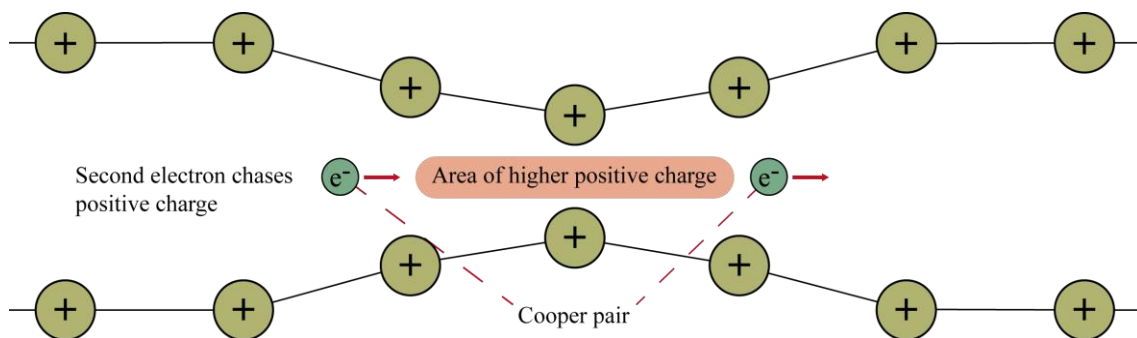 + + + + + + +
Second electron chases
positive charge
e⁻
Area of higher positive charge
e⁻
+ + + + + + +
Cooper pair